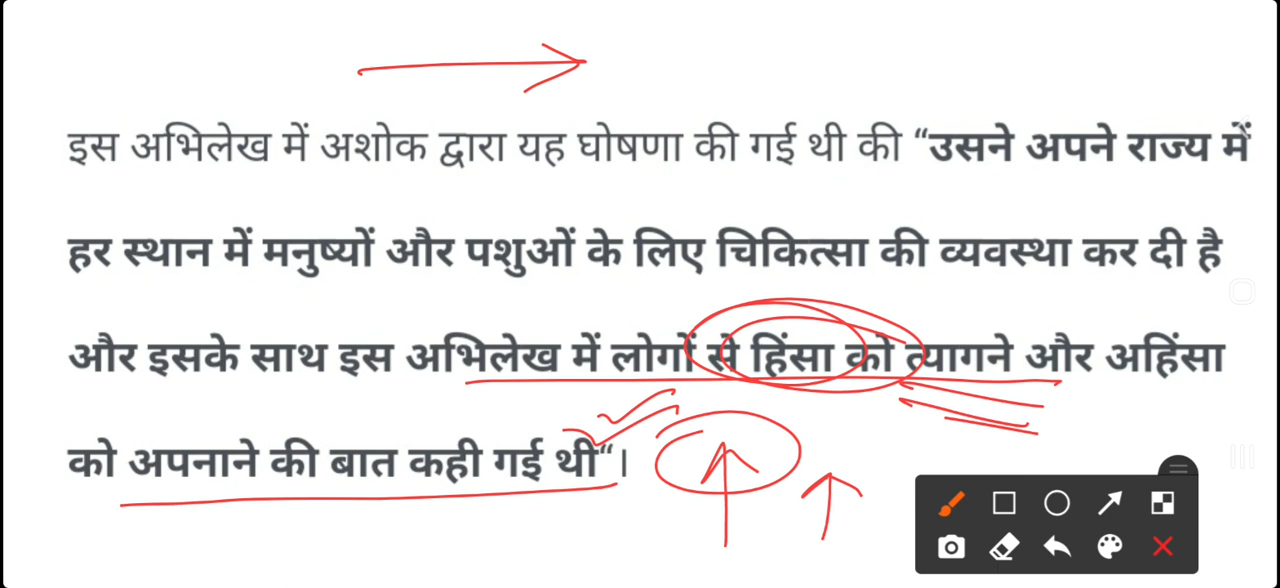 इस अभिलेख में अशोक द्वारा यह घोषणा की गई थी की “उसने अपने राज्य में
हर स्थान में मनुष्यों और पशुओं के लिए चिकित्सा की व्यवस्था कर दी है
और इसके साथ इस अभिलेख में लोगों से हिंसा को त्यागने और अहिंसा
को अपनाने की बात कही गई थी“।